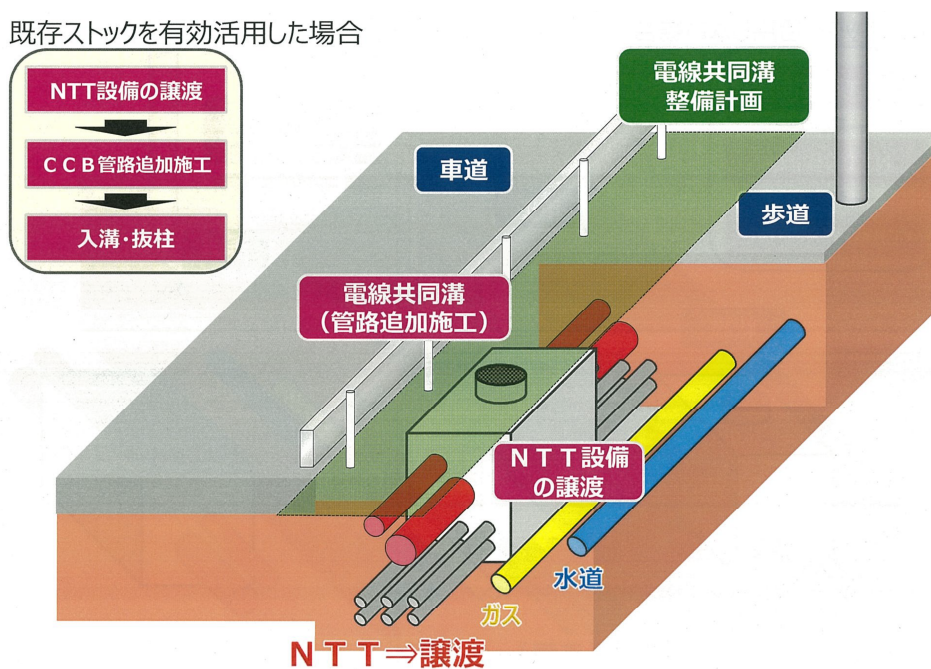 既存ストックを有効活用した場合
NTT設備の譲渡
ＣＣＢ管路追加施工
入溝・抜柱
電線共同溝
整備計画
車道
歩道
電線共同溝
（管路追加施工）
ＮＴＴ設備
の譲渡
水道
ガス
ＮＴＴ⇒譲渡